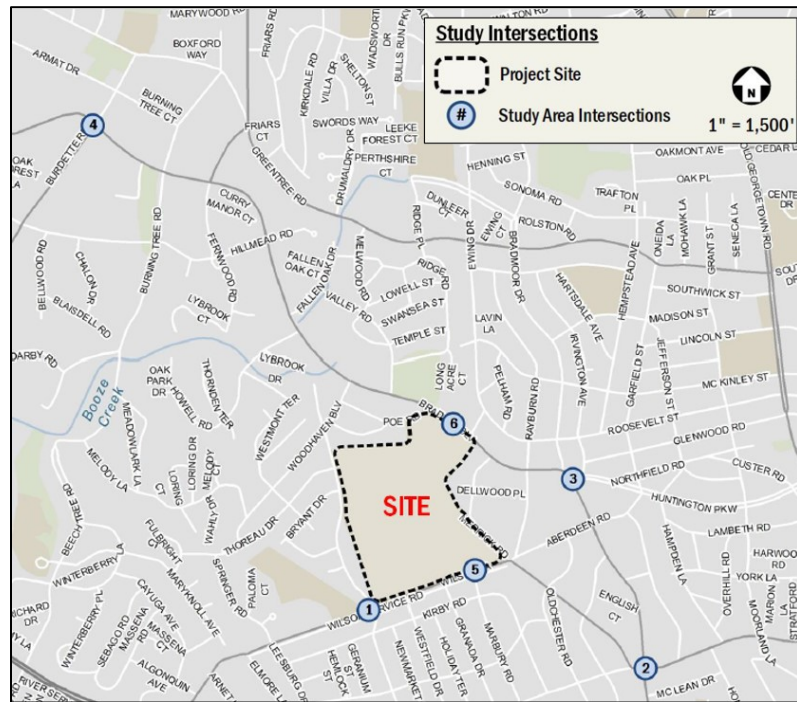 Study Intersections
Project Site
# Study Area Intersections
N
1" = 1,500'
MARYWOOD RD
BOXFORD
WAY
ARMAT DR
BURNING
TREE CT
FRIARS RD
KIRKDALE RD
VILLA DR
SHELTON ST
WADSWORTH
DR
BULLS RUN PKWY
SWORDS WAY
FRIARS
CT
LEEKE
FOREST CT
PERTHSHIRE
CT
DRUMALDRY DR
GREENTREE RD
4
BURDETTE
OAK
CURRY
MANOR CT
HENNING ST
OAKMONT AVE
OAK PL
OLD GEORGETOWN RD
CEDAR
SONOMA RD
TRAFTON
PL
DUNLEER
CT
ROLSTON RD
EWING DR
EWING
CT
BRADMOOR DR
RIDGE PL
RIDGE
RD
ONEIDA
LA
MOHAWK LA
GRANT ST
SENECA LA
HEMPSTEAD AVE
BURNING TREE RD
FERNWOOD RD
HILLMEAD RD
FALLEN
OAK CT
FALLEN OAK DR
MELWOOD RD
VALLEY RD
LOWELL ST
SWANSEA ST
TEMPLE ST
BELLWOOD RD
CHALON DR
BLAISDELL RD
LYBROOK
CT
LYBROOK
DR
HARTSDALE AVE
SOUTHWICK ST
MADISON ST
LINCOLN ST
LAVIN
LA
IRVINGTON AVE
GARFIELD ST
JEFFERSON ST
MC KINLEY ST
DARBY RD
Booze Creek
OAK
PARK DR
HOWELL RD
THORNDEN TER
WESTMONT TER
WOODHAVEN BLV
LONG
ACRE
CT
PELHAM RD
RAYBURN RD
ROOSEVELT ST
GLENWOOD RD
POE
6
3
NORTHFIELD RD
CUSTER RD
HUNTINGTON PKW
MEADOWLARK LA
MELODY LA
LORING
CT
LORING DR
MELODY
CT
WAHLY DR
SITE
DELLWOOD PL
ABERDEEN RD
LAMBETH RD
BEECH TREE RD
THOREAU DR
BRYANT DR
FULBRIGHT
CT
WINTERBERRY LA
WINTERBERRY PL
MARYKNOLL AVE
SPRINGER RD
PALOMA
CT
5
1
KIRBY RD
HAMPDEN LA
OVERHILL RD
HARWOOD
RD
YORK LA
MARION
LA
STRATFORD
MOORLAND LA
ENGLISH
CT
OLDCHESTER RD
CAYUGA AVE
SEBAGO RD
MASSENA
RD
MASSENA
CT
ALGONQUIN
AVE
LEESBURG DR
ELMORE LA
HEMLOCK
ST
GERANIUM
ST
NEWMARKET
WESTFIELD DR
HOLIDAY TER
GRANADA DR
MARBURY RD
2
MC LEAN DR
RIVER